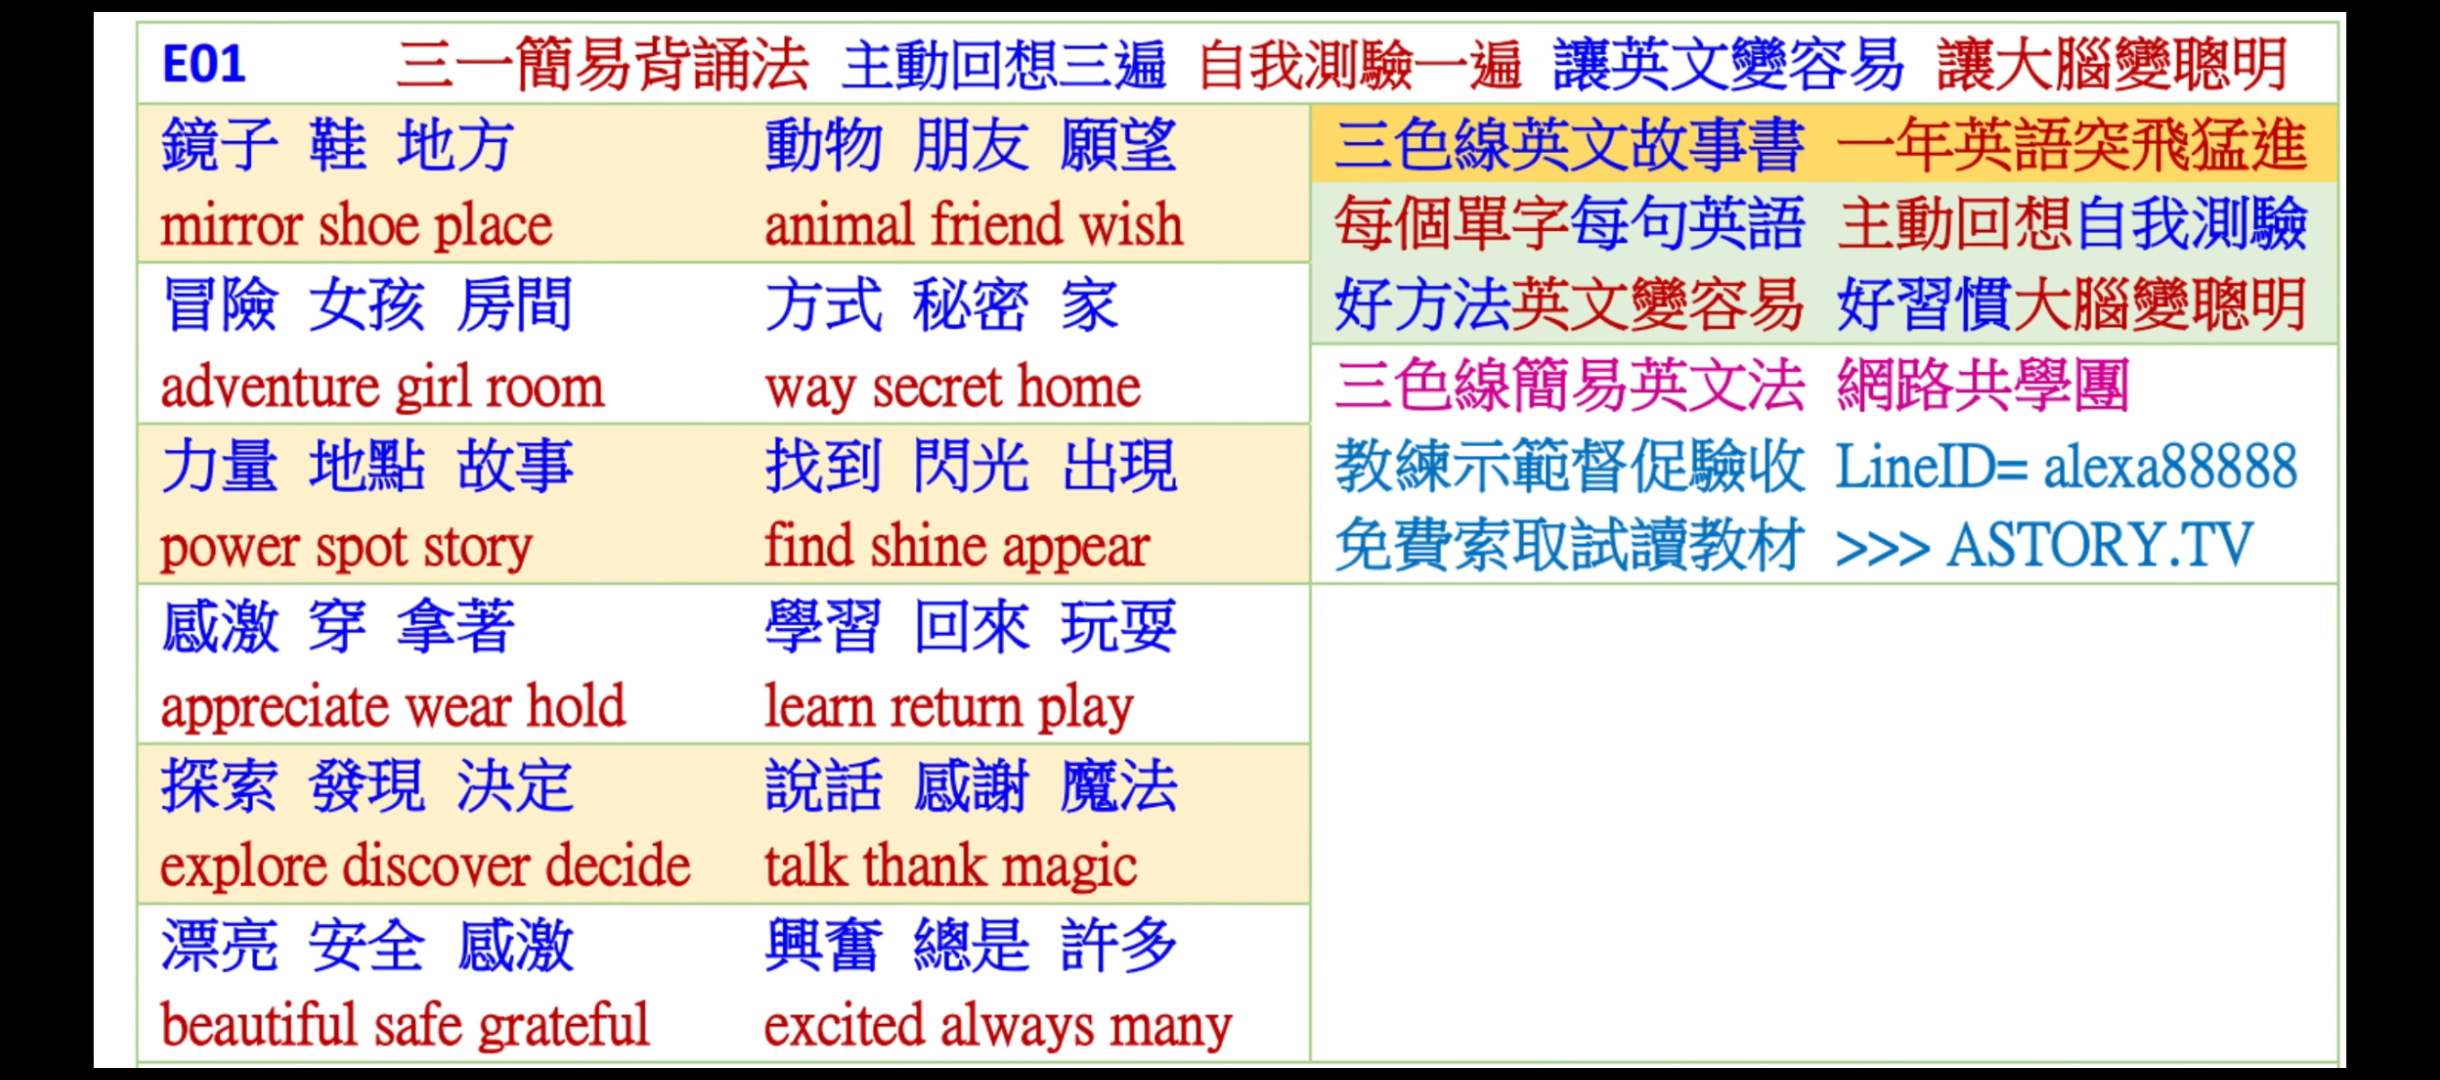 E01 三一簡易背誦法 主動回想三遍 自我測驗一遍 讓英文變容易 讓大腦變聰明
鏡子 鞋 地方
mirror shoe place
動物 朋友 願望
animal friend wish
冒險 女孩 房間
adventure girl room
方式 秘密 家
way secret home
力量 地點 故事
power spot story
找到 閃光 出現
find shine appear
感激 穿 拿著
appreciate wear hold
學習 回來 玩耍
learn return play
探索 發現 決定
explore discover decide
說話 感謝 魔法
talk thank magic
漂亮 安全 感激
beautiful safe grateful
興奮 總是 許多
excited always many
三色線英文故事書 一年英語突飛猛進
每個單字每句英語 主動回想自我測驗
好方法英文變容易 好習慣大腦變聰明
三色線簡易英文法 網路共學團
教練示範督促驗收 LineID= alexa88888
免費索取試讀教材 >>> ASTORY.TV